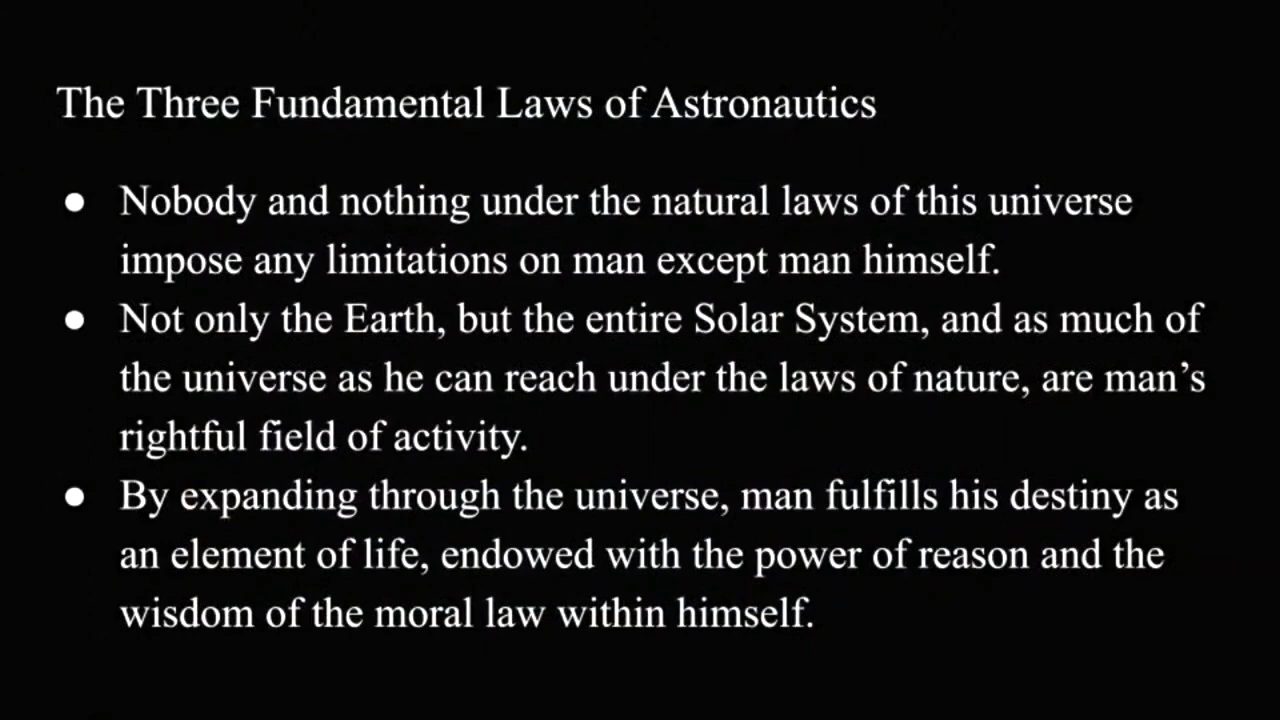 The Three Fundamental Laws of Astronautics
● Nobody and nothing under the natural laws of this universe
impose any limitations on man except man himself.
● Not only the Earth, but the entire Solar System, and as much of
the universe as he can reach under the laws of nature, are man’s
rightful field of activity.
● By expanding through the universe, man fulfills his destiny as
an element of life, endowed with the power of reason and the
wisdom of the moral law within himself.